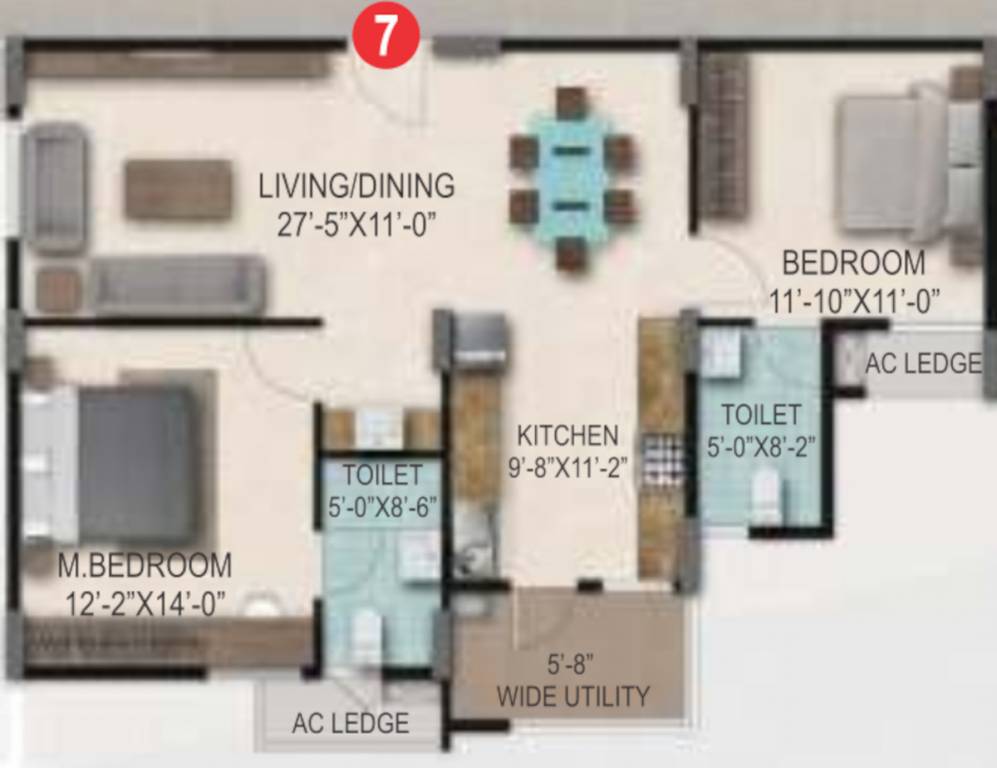 7
LIVING/DINING
27'-5"X11'-0"
BEDROOM
11'-10"X11'-0"
AC LEDGE
TOILET
5'-0"X8'-2"
KITCHEN
9'-8"X11'-2"
TOILET
5'-0"X8'-6"
M.BEDROOM
12'-2"X14'-0"
5'-8"
WIDE UTILITY
AC LEDGE